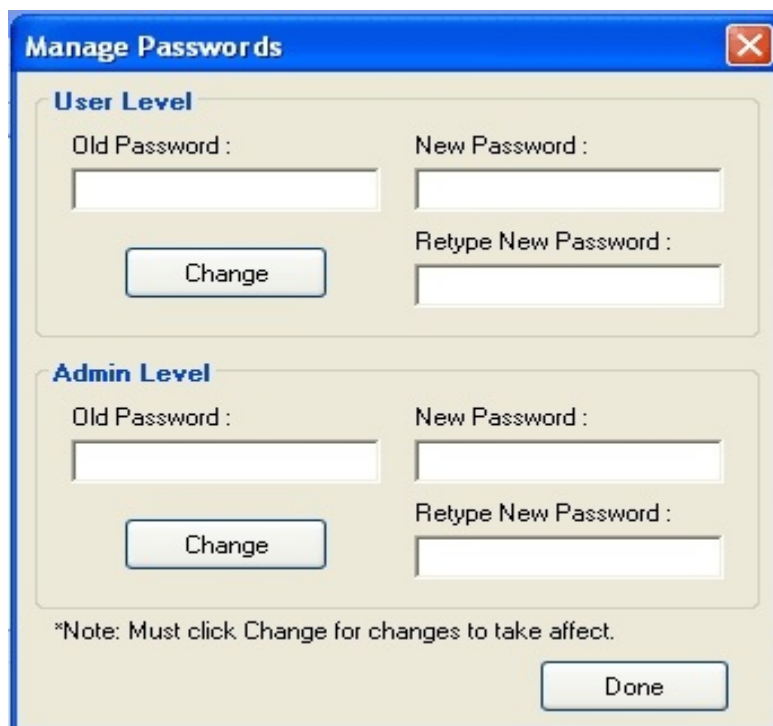 Manage Passwords
User Level
Old Password :
New Password :
Retype New Password :
Change
Admin Level
Old Password :
New Password :
Retype New Password :
Change
*Note: Must click Change for changes to take affect.
Done